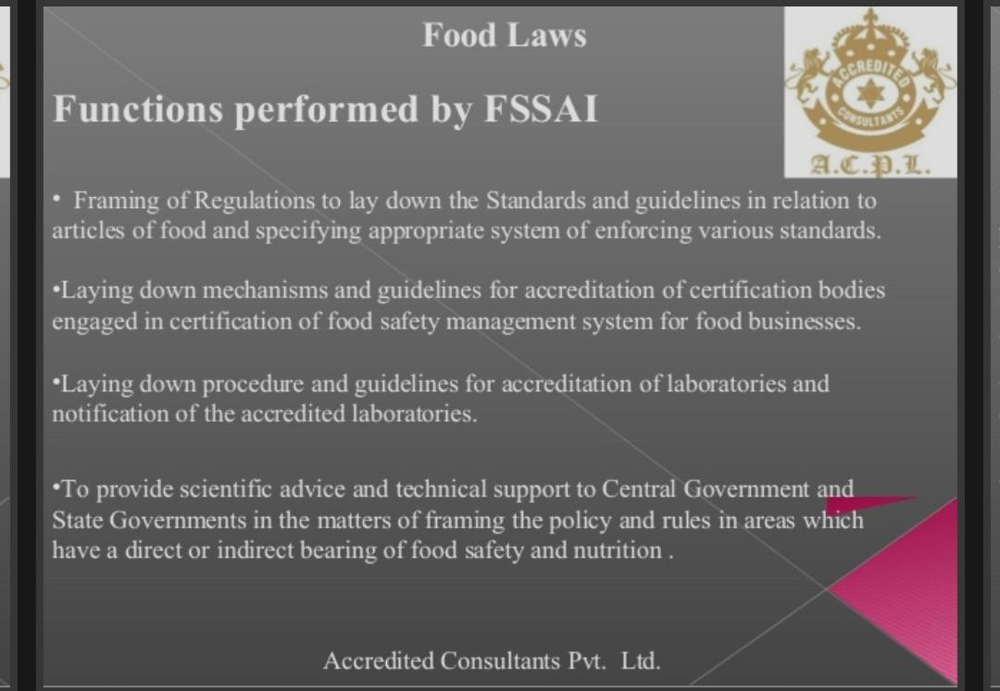 Food Laws
ACCREDITED
CONSULTANTS
A.C.P.L.
Functions performed by FSSAI
• Framing of Regulations to lay down the Standards and guidelines in relation to
articles of food and specifying appropriate system of enforcing various standards.
•Laying down mechanisms and guidelines for accreditation of certification bodies
engaged in certification of food safety management system for food businesses.
•Laying down procedure and guidelines for accreditation of laboratories and
notification of the accredited laboratories.
•To provide scientific advice and technical support to Central Government and
State Governments in the matters of framing the policy and rules in areas which
have a direct or indirect bearing of food safety and nutrition .
Accredited Consultants Pvt. Ltd.